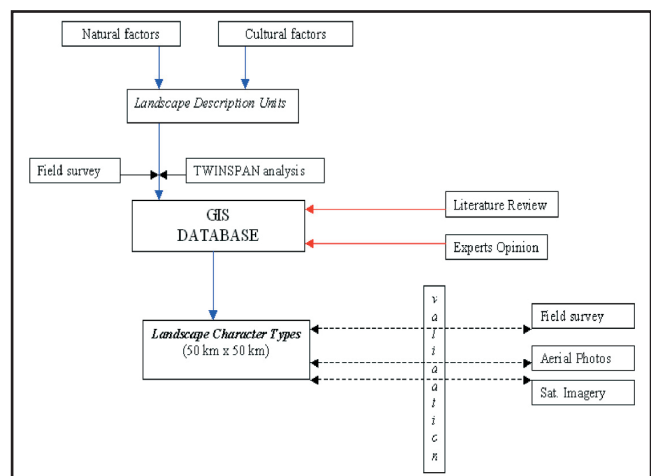 Natural factors
Cultural factors
Landscape Description Units
Field survey
TWINSPAN analysis
GIS
DATABASE
Literature Review
Experts Opinion
Landscape Character Types
(50 km x 50 km)
validation
Field survey
Aerial Photos
Sat. Imagery